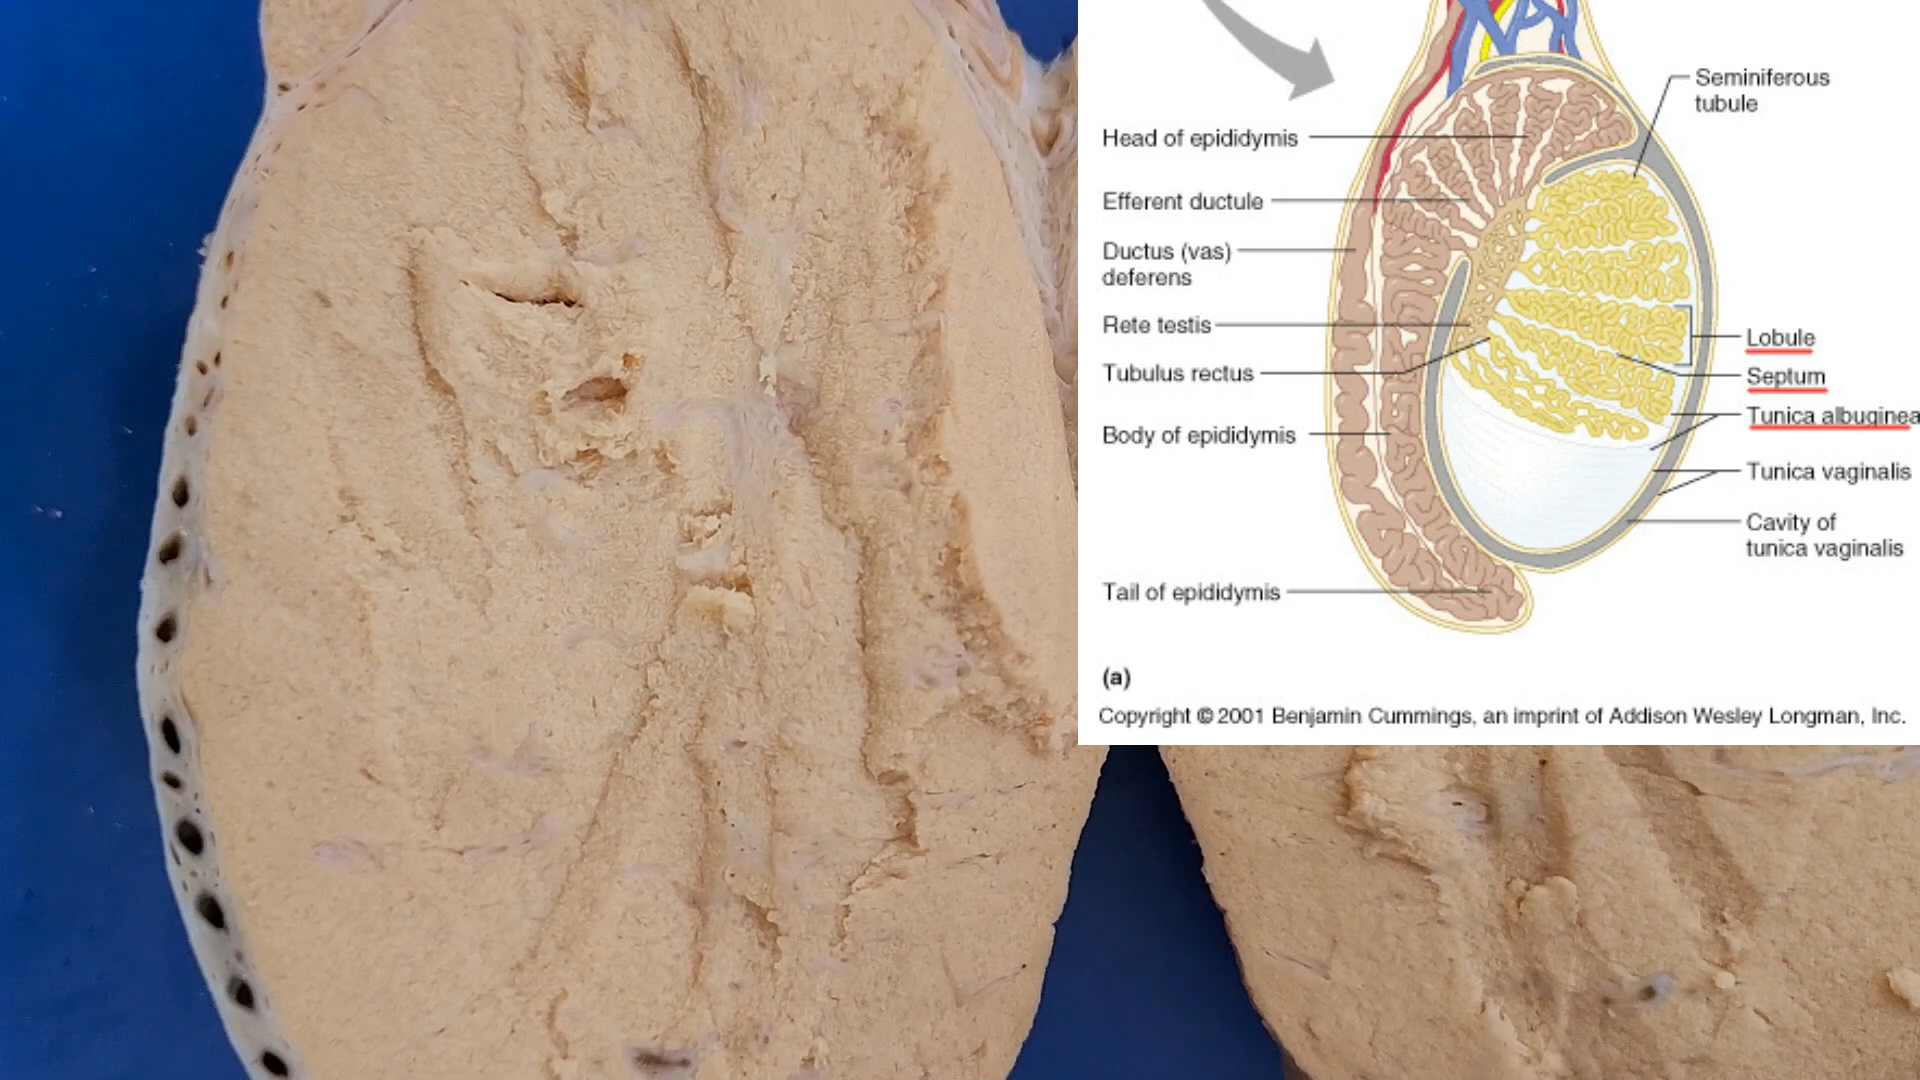 Seminiferous
tubule
Head of epididymis
Efferent ductule
Ductus (vas)
deferens
Rete testis
Lobule
Tubulus rectus
Septum
Tunica albuginea
Body of epididymis
Tunica vaginalis
Cavity of
tunica vaginalis
Tail of epididymis
(a)
Copyright © 2001 Benjamin Cummings, an imprint of Addison Wesley Longman, Inc.